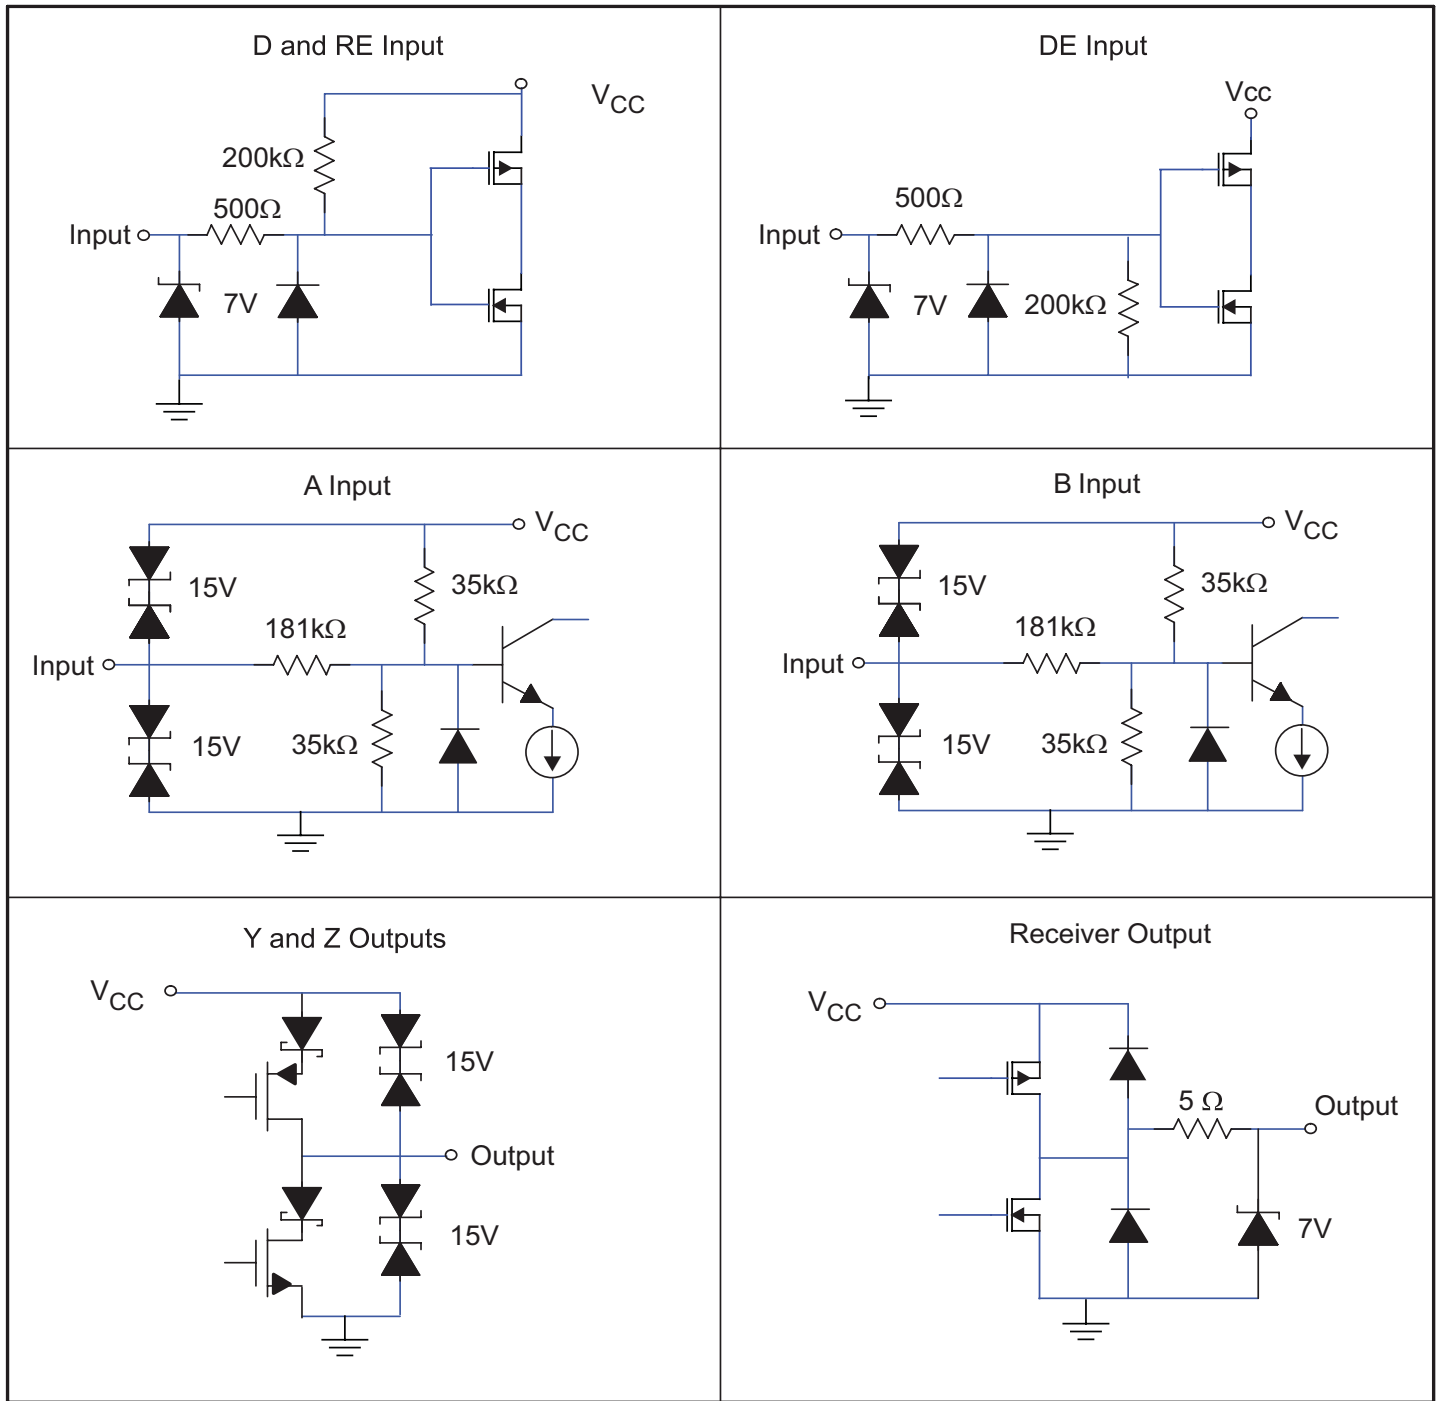 D and RE Input
VCC
200kΩ
500Ω
Input
7V
DE Input
Vcc
500Ω
Input
7V
200kΩ
A Input
VCC
15V
35kΩ
181kΩ
Input
15V
35kΩ
B Input
VCC
15V
35kΩ
181kΩ
Input
15V
35kΩ
Y and Z Outputs
VCC
15V
Output
15V
Receiver Output
VCC
5 Ω
Output
7V